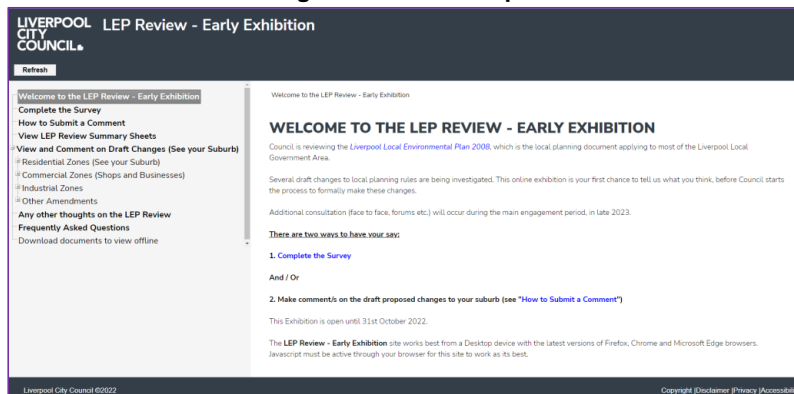 LIVERPOOL CITY COUNCIL
LEP Review - Early Exhibition
Refresh
Welcome to the LEP Review - Early Exhibition
Complete the Survey
How to Submit a Comment
View LEP Review Summary Sheets
View and Comment on Draft Changes (See your Suburb)
Residential Zones (See your Suburb)
Commercial Zones (Shops and Businesses)
Industrial Zones
Other Amendments
Any other thoughts on the LEP Review
Frequently Asked Questions
Download documents to view offline
Welcome to the LEP Review - Early Exhibition
WELCOME TO THE LEP REVIEW - EARLY EXHIBITION
Council is reviewing the Liverpool Local Environmental Plan 2008, which is the local planning document applying to most of the Liverpool Local
Government Area.
Several draft changes to local planning rules are being investigated. This online exhibition is your first chance to tell us what you think, before Council starts
the process to formally make these changes.
Additional consultation (face to face, forums etc.) will occur during the main engagement period, in late 2023.
There are two ways to have your say:
1. Complete the Survey
And / Or
2. Make comment/s on the draft proposed changes to your suburb (see "How to Submit a Comment")
This Exhibition is open until 31st October 2022.
The LEP Review - Early Exhibition site works best from a Desktop device with the latest versions of Firefox, Chrome and Microsoft Edge browsers.
Javascript must be active through your browser for this site to work as its best.
Liverpool City Council ©2022
Copyright |Disclaimer |Privacy |Accessibili